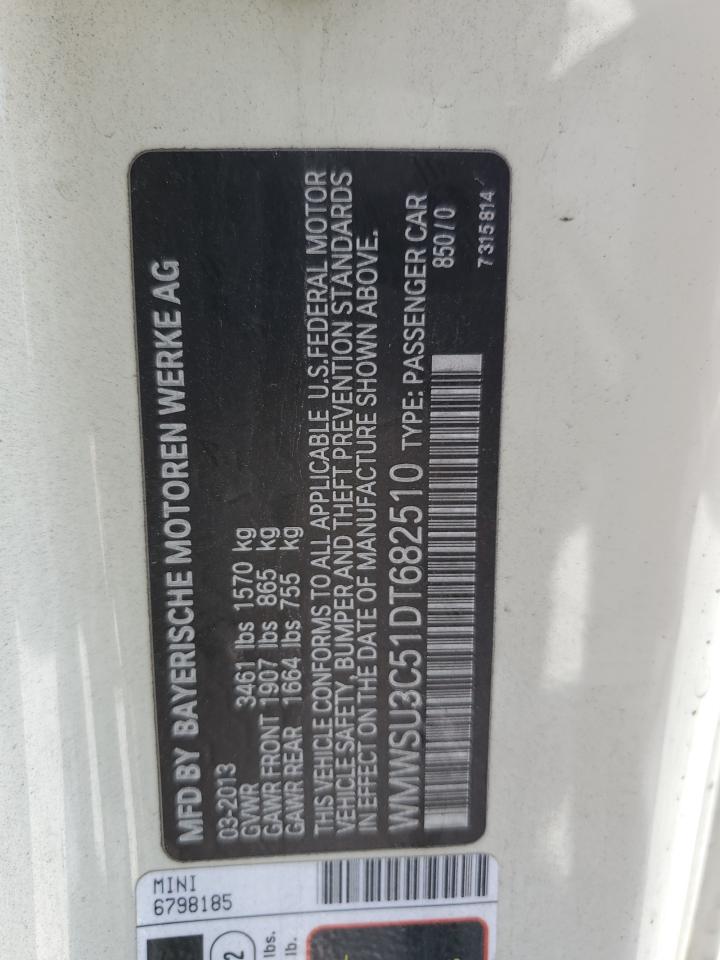 MFD BY BAYERISCHE MOTOREN WERKE AG
03-2013
GVWR 3461 lbs 1570 kg
GAWR FRONT 1907 lbs 865 kg
GAWR REAR 1664 lbs 755 kg
THIS VEHICLE CONFORMS TO ALL APPLICABLE U.S.FEDERAL MOTOR
VEHICLE SAFETY, BUMPER AND THEFT PREVENTION STANDARDS
IN EFFECT ON THE DATE OF MANUFACTURE SHOWN ABOVE.
WMWSU3C51DT682510 TYPE: PASSENGER CAR
850/0
7 315 814
MINI
6798185
2
lbs.
lb.